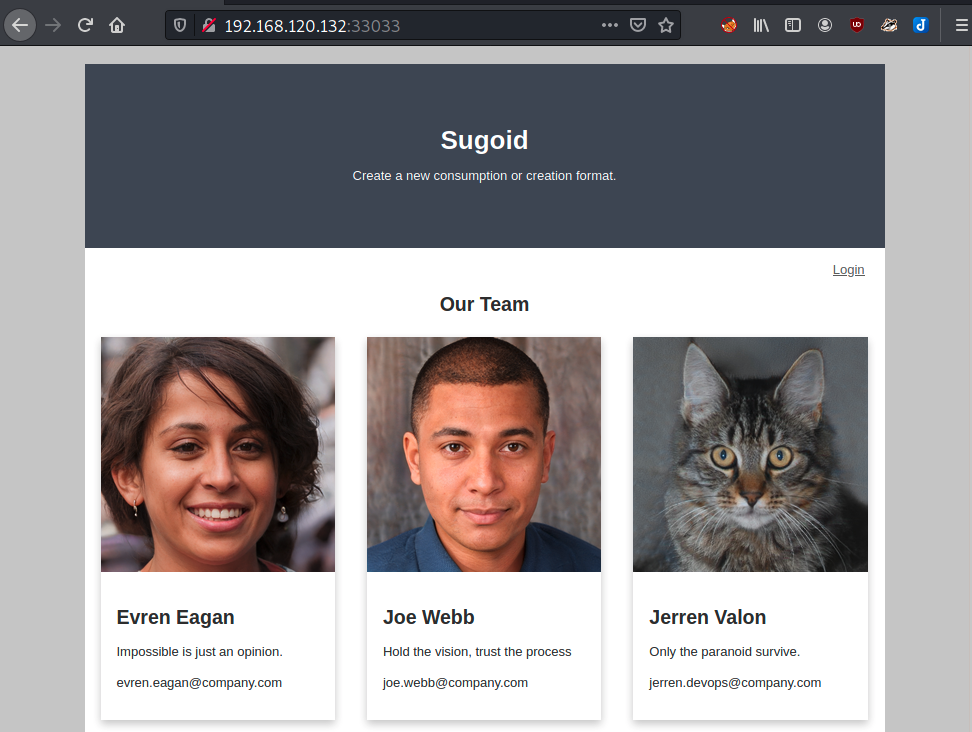 192.168.120.132:33033
Sugoid
Create a new consumption or creation format.
Login
Our Team
Evren Eagan
Joe Webb
Jerren Valon
Impossible is just an opinion.
Hold the vision, trust the process
Only the paranoid survive.
evren.eagan@company.com
joe.webb@company.com
jerren.devops@company.com